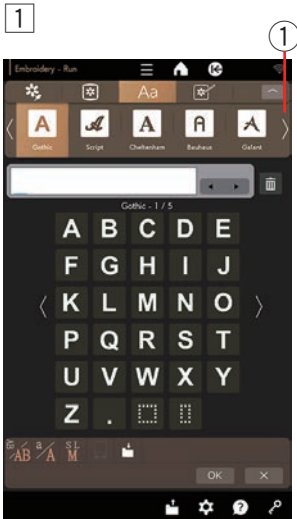 1
1
Embroidery - Run
Aa
A A A A A
Gothic Script Cheltenham Bauhaus Galant
Gothic - 1 / 5
A B C D E
F G H I J
K L M N O
P Q R S T
U V W X Y
Z .
AB a/A S L M
OK